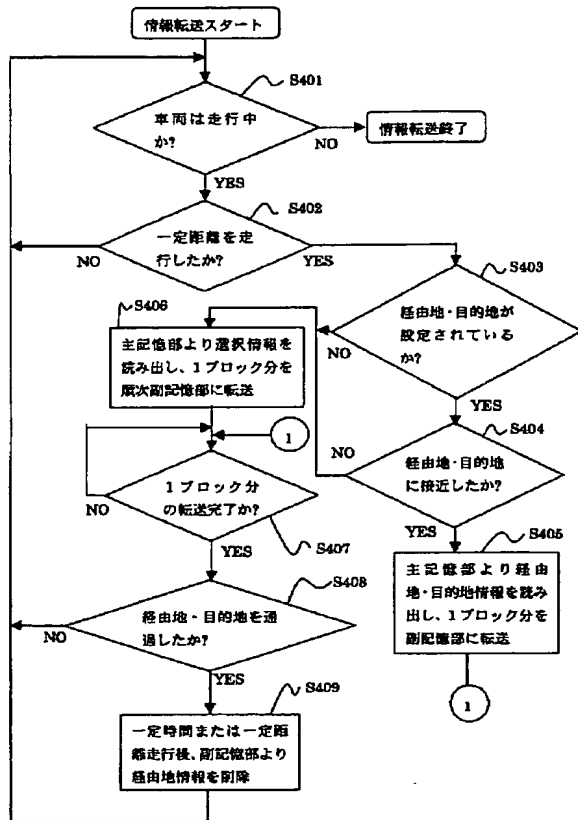 情報転送スタート
S401
車両は走行中
か?
NO
情報転送終了
YES
S402
一定距離を走
行したか?
NO
YES
S403
経由地・目的地が
設定されている
か?
NO
YES
S406
主記憶部より選択情報を
読み出し、1ブロック分を
順次副記憶部に転送
1
S404
経由地・目的地
に接近したか?
NO
YES
1ブロック分
の転送完了か?
NO
S407
YES
S405
主記憶部より経由
地・目的地情報を読み
出し、1ブロック分を
副記憶部に転送
1
S408
経由地・目的地を通
過したか?
NO
YES
S409
一定時間または一定距
離走行後、副記憶部より
経由地情報を削除